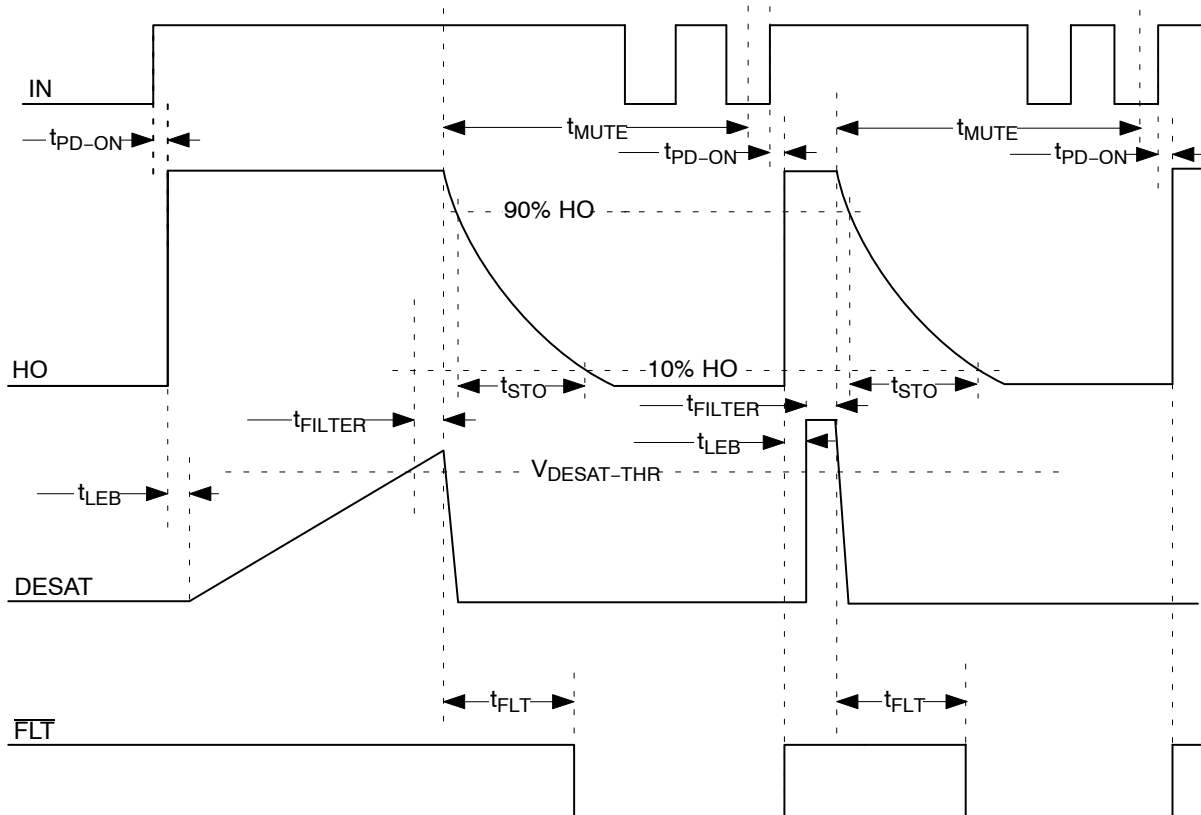 IN
tPD−ON
tMUTE
tMUTE
tPD−ON
tPD−ON
90% HO
HO
10% HO
tSTO
tSTO
tFILTER
tFILTER
tLEB
VDESAT−THR
tLEB
DESAT
tFLT
tFLT
FLT